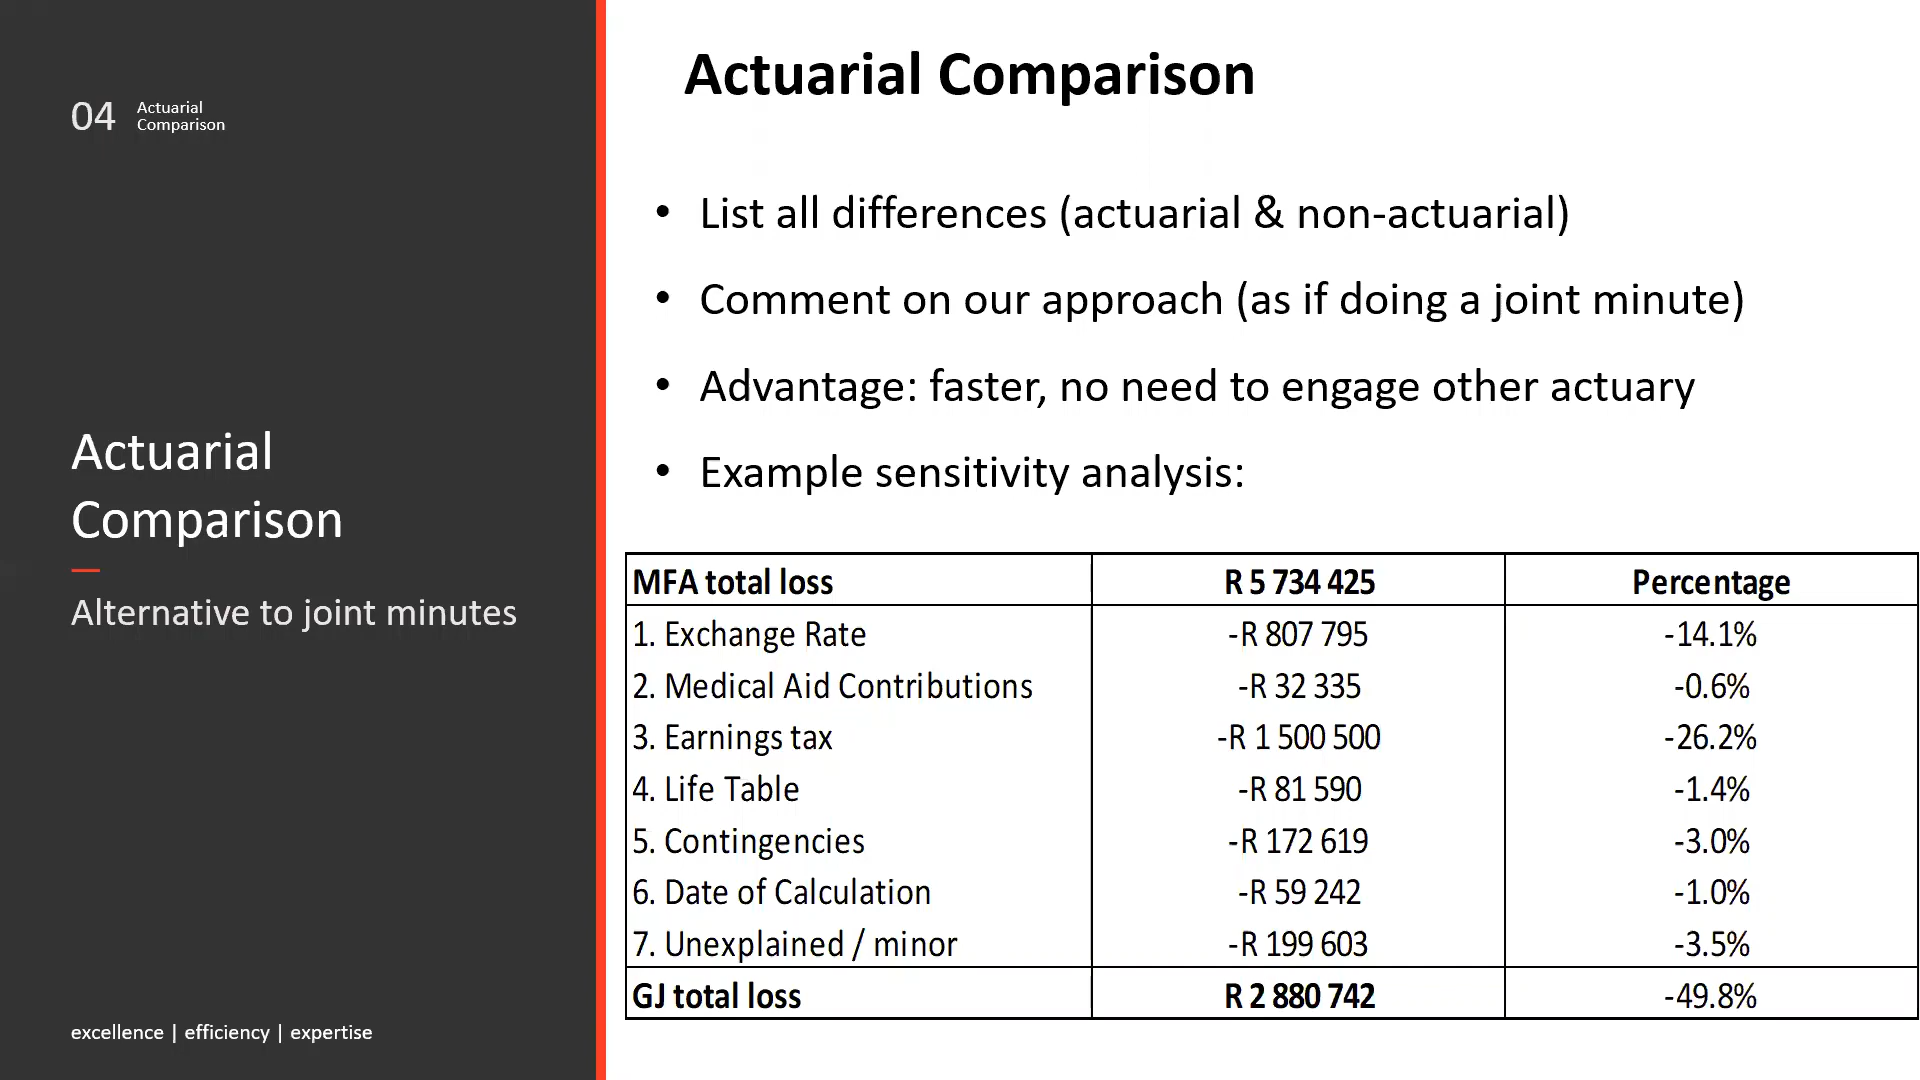 04 Actuarial
Comparison
Actuarial
Comparison
Alternative to joint minutes
excellence | efficiency | expertise
Actuarial Comparison
• List all differences (actuarial & non-actuarial)
• Comment on our approach (as if doing a joint minute)
• Advantage: faster, no need to engage other actuary
• Example sensitivity analysis:
MFA total loss R 5 734 425 Percentage
1. Exchange Rate -R 807 795 -14.1%
2. Medical Aid Contributions -R 32 335 -0.6%
3. Earnings tax -R 1 500 500 -26.2%
4. Life Table -R 81 590 -1.4%
5. Contingencies -R 172 619 -3.0%
6. Date of Calculation -R 59 242 -1.0%
7. Unexplained / minor -R 199 603 -3.5%
GJ total loss R 2 880 742 -49.8%